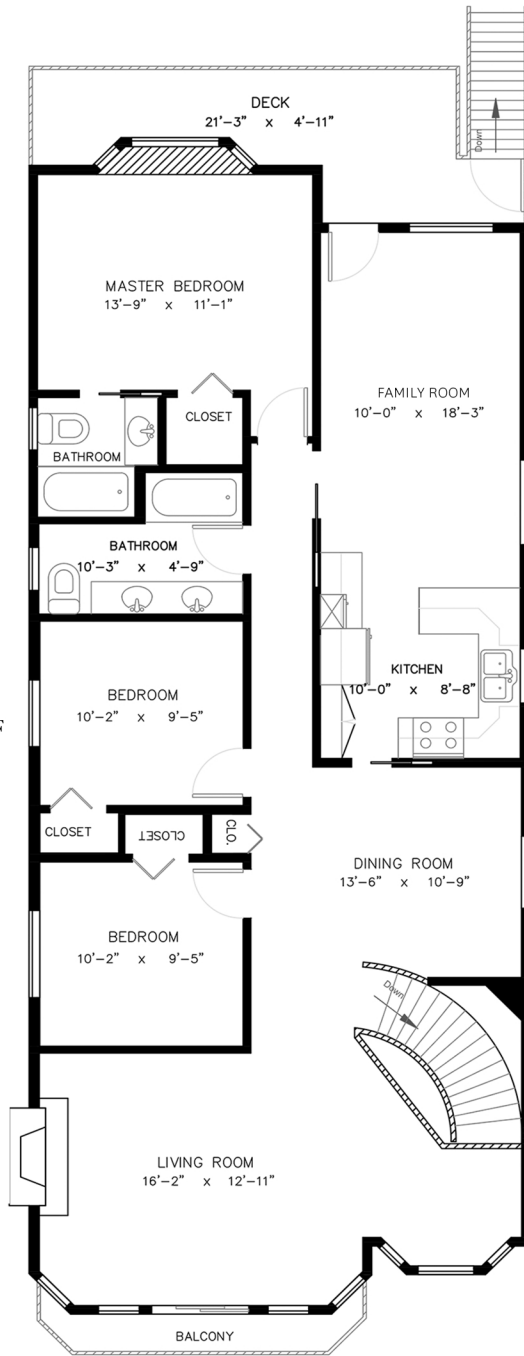 DECK
21'-3" x 4'-11"
Down
MASTER BEDROOM
13'-9" x 11'-1"
FAMILY ROOM
10'-0" x 18'-3"
CLOSET
BATHROOM
BATHROOM
10'-3" x 4'-9"
KITCHEN
10'-0" x 8'-8"
BEDROOM
10'-2" x 9'-5"
CLOSET
CLOSET
CLO.
DINING ROOM
13'-6" x 10'-9"
BEDROOM
10'-2" x 9'-5"
Down
LIVING ROOM
16'-2" x 12'-11"
BALCONY